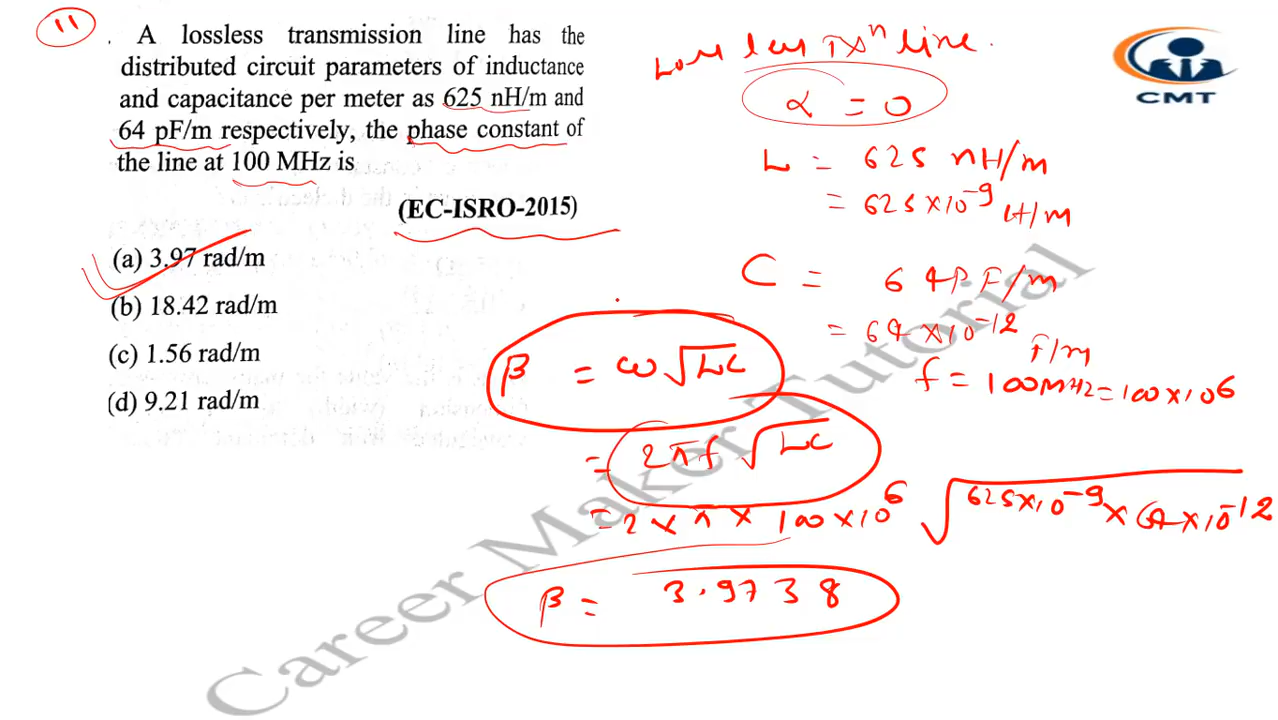 11
. A lossless transmission line has the
distributed circuit parameters of inductance
and capacitance per meter as 625 nH/m and
64 pF/m respectively, the phase constant of
the line at 100 MHz is
(EC-ISRO-2015)
(a) 3.97 rad/m
(b) 18.42 rad/m
(c) 1.56 rad/m
(d) 9.21 rad/m
Loss less TXⁿ line.
α = 0
L = 625 nH/m
= 625×10⁻⁹ H/m
C = 64PF/m
= 64×10⁻¹² F/m
f = 100MHz = 100×10⁶
β = ω√LC
= 2πf √LC
= 2 × π × 100×10⁶ √625×10⁻⁹ × 64×10⁻¹²
β = 3.9738
CMT
Career Maker Tutorial